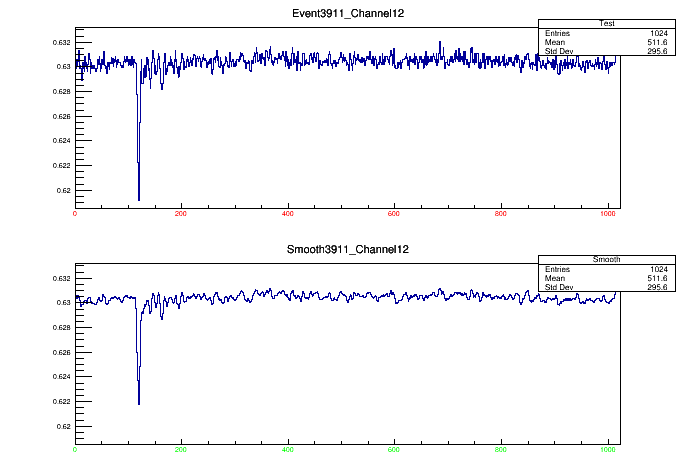 Event3911_Channel12
Test
Entries 1024
Mean 511.6
Std Dev 295.6
0.632
0.63
0.628
0.626
0.624
0.622
0.62
0 200 400 600 800 1000
Smooth3911_Channel12
Smooth
Entries 1024
Mean 511.6
Std Dev 295.6
0.632
0.63
0.628
0.626
0.624
0.622
0.62
0 200 400 600 800 1000